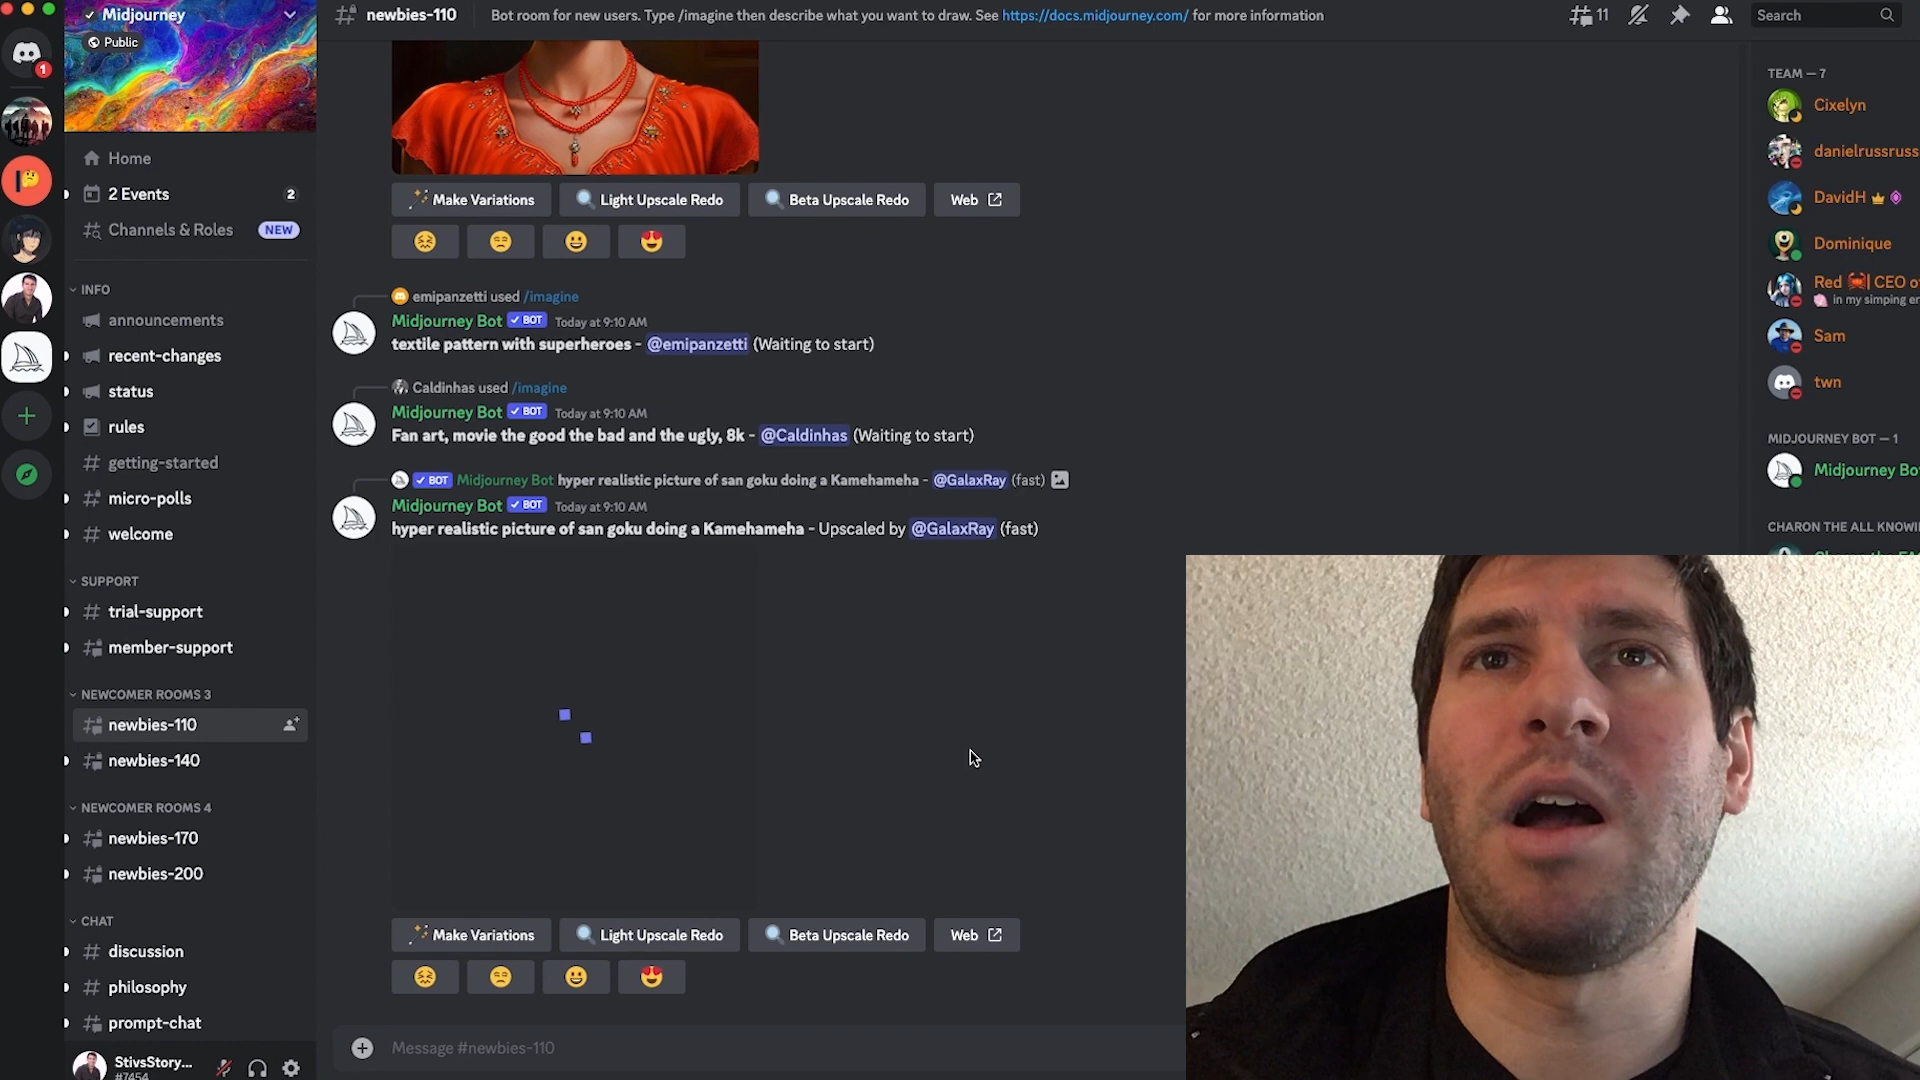 Midjourney
Public
newbies-110
Bot room for new users. Type /imagine then describe what you want to draw. See https://docs.midjourney.com/ for more information
11
Search
1
Home
2 Events
2
Channels & Roles
NEW
INFO
announcements
recent-changes
status
rules
getting-started
micro-polls
welcome
SUPPORT
trial-support
member-support
NEWCOMER ROOMS 3
newbies-110
newbies-140
NEWCOMER ROOMS 4
newbies-170
newbies-200
CHAT
discussion
philosophy
prompt-chat
StivsStory...
#7454
Make Variations
Light Upscale Redo
Beta Upscale Redo
Web
emipanzetti used /imagine
Midjourney Bot BOT Today at 9:10 AM
textile pattern with superheroes - @emipanzetti (Waiting to start)
Caldinhas used /imagine
Midjourney Bot BOT Today at 9:10 AM
Fan art, movie the good the bad and the ugly, 8k - @Caldinhas (Waiting to start)
BOT Midjourney Bot hyper realistic picture of san goku doing a Kamehameha - @GalaxRay (fast)
Midjourney Bot BOT Today at 9:10 AM
hyper realistic picture of san goku doing a Kamehameha - Upscaled by @GalaxRay (fast)
Make Variations
Light Upscale Redo
Beta Upscale Redo
Web
Message #newbies-110
TEAM — 7
Cixelyn
danielrussruss
DavidH
Dominique
Red | CEO of
in my simping er
Sam
twn
MIDJOURNEY BOT — 1
Midjourney Bo
CHARON THE ALL KNOWI